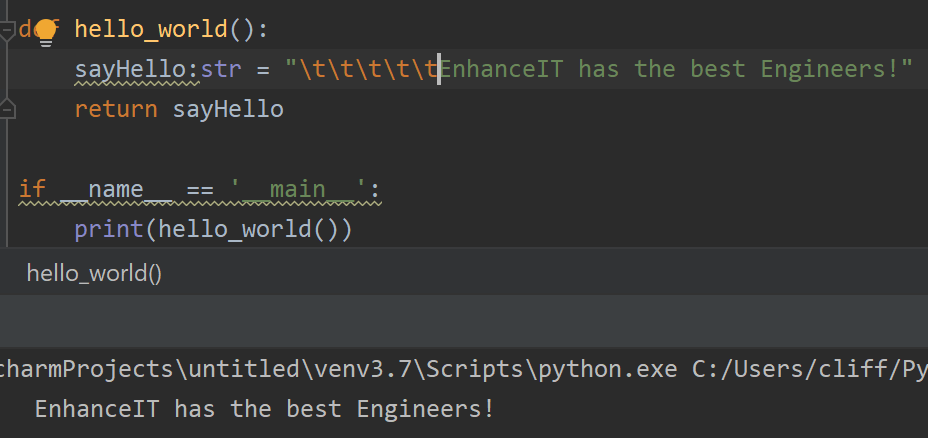 def hello_world():
    sayHello:str = "\t\t\t\t\tEnhanceIT has the best Engineers!"
    return sayHello
if __name__ == '__main__':
    print(hello_world())
hello_world()
charmProjects\untitled\venv3.7\Scripts\python.exe C:/Users/cliff/Py
EnhanceIT has the best Engineers!